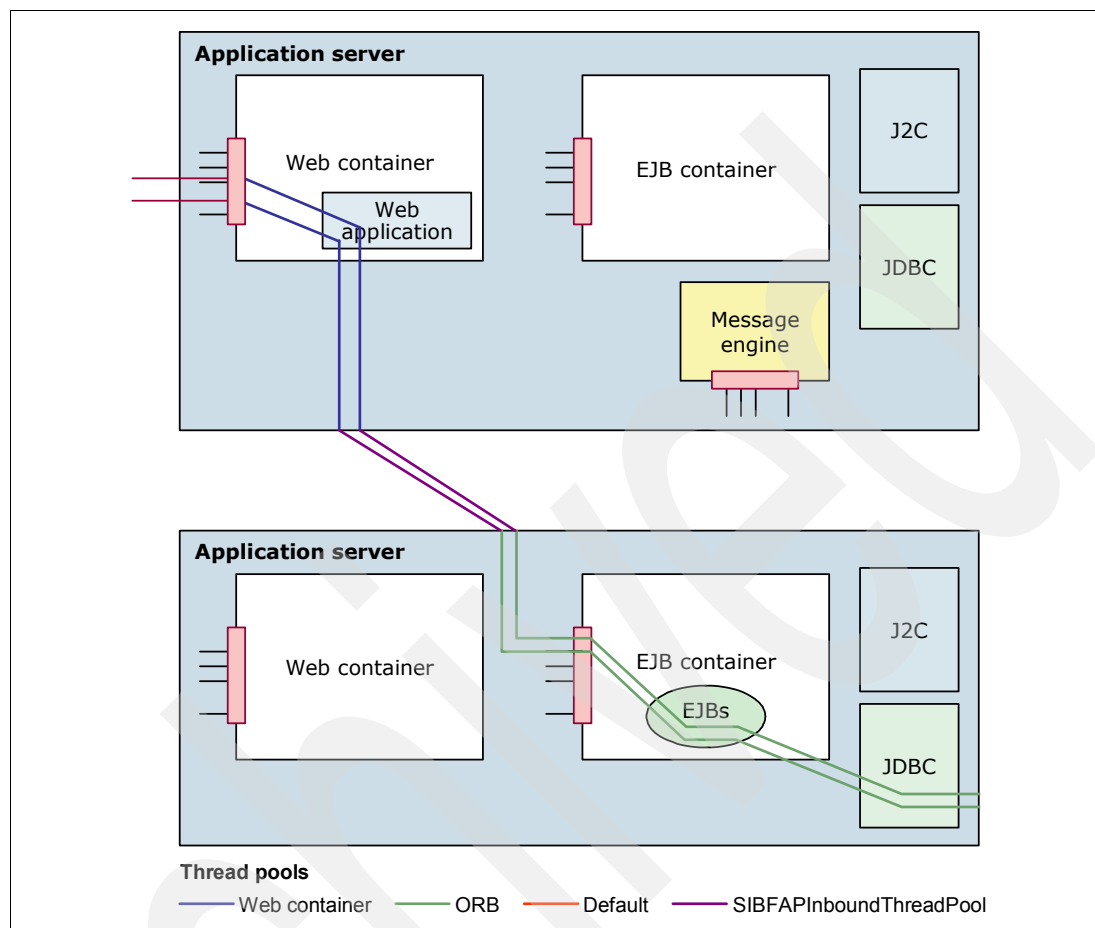 Application server
Web container
Web
application
EJB container
J2C
JDBC
Message
engine
Application server
Web container
EJB container
EJBs
J2C
JDBC
Thread pools
Web container
ORB
Default
SIBFAPInboundThreadPool